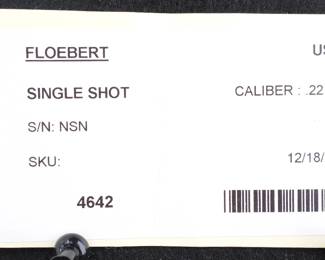 FLOEBERT US
SINGLE SHOT CALIBER : .22
S/N: NSN
SKU: 12/18/
4642